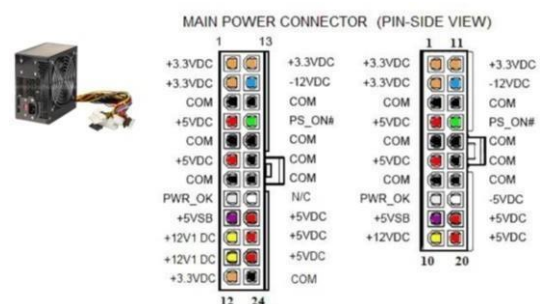 MAIN POWER CONNECTOR (PIN-SIDE VIEW)
1 13
+3.3VDC +3.3VDC
+3.3VDC -12VDC
COM COM
+5VDC PS_ON#
COM COM
+5VDC COM
COM COM
PWR_OK N/C
+5VSB +5VDC
+12V1 DC +5VDC
+12V1 DC +5VDC
+3.3VDC COM
12 24
1 11
+3.3VDC +3.3VDC
+3.3VDC -12VDC
COM COM
+5VDC PS_ON#
COM COM
+5VDC COM
COM COM
PWR_OK -5VDC
+5VSB +5VDC
+12VDC +5VDC
10 20